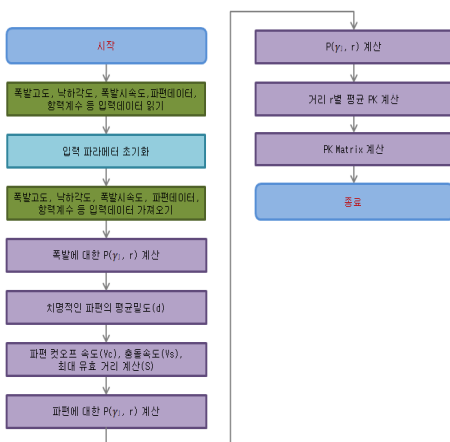 시작
폭발고도, 낙하각도, 폭발시속도,파편데이터,
항력계수 등 입력데이터 읽기
입력 파라메터 초기화
폭발고도, 낙하각도, 폭발시속도, 파편데이터,
항력계수 등 입력데이터 가져오기
폭발에 대한 P(γⱼ, r) 계산
치명적인 파편의 평균밀도(d)
파편 컷오프 속도(Vc), 충돌속도(Vs),
최대 유효 거리 계산(S)
파편에 대한 P(γⱼ, r) 계산
P(γⱼ, r) 계산
거리 r별 평균 PK 계산
PK Matrix 계산
종료